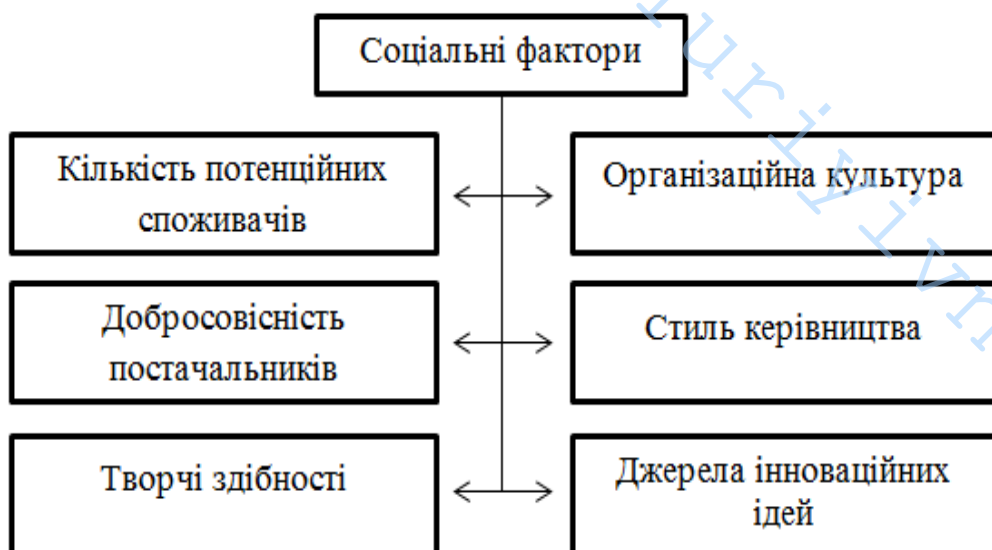 Соціальні фактори
Кількість потенційних
споживачів
Організаційна культура
Добросовісність
постачальників
Стиль керівництва
Творчі здібності
Джерела інноваційних
ідей